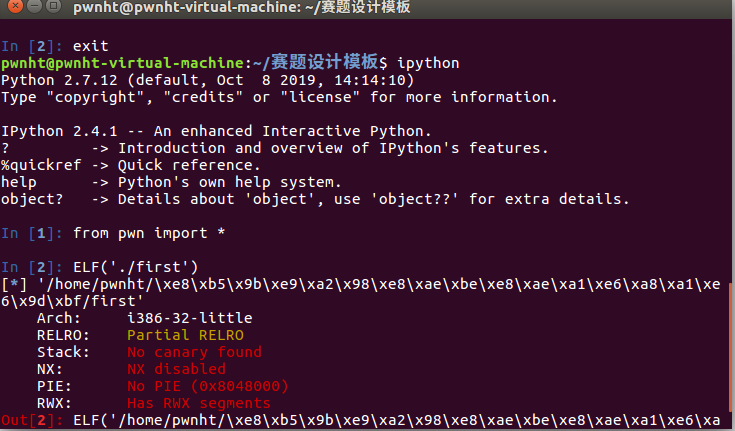 pwnht@pwnht-virtual-machine: ~/赛题设计模板
In [2]: exit
pwnht@pwnht-virtual-machine:~/赛题设计模板$ ipython
Python 2.7.12 (default, Oct  8 2019, 14:14:10)
Type "copyright", "credits" or "license" for more information.
IPython 2.4.1 -- An enhanced Interactive Python.
?         -> Introduction and overview of IPython's features.
%quickref -> Quick reference.
help      -> Python's own help system.
object?   -> Details about 'object', use 'object??' for extra details.
In [1]: from pwn import *
In [2]: ELF('./first')
[*] '/home/pwnht/\xe8\xb5\x9b\xe9\xa2\x98\xe8\xae\xbe\xe8\xae\xa1\xe6\xa8\xa1\xe
6\x9d\xbf/first'
    Arch:     i386-32-little
    RELRO:    Partial RELRO
    Stack:    No canary found
    NX:       NX disabled
    PIE:      No PIE (0x8048000)
    RWX:      Has RWX segments
Out[2]: ELF('/home/pwnht/\xe8\xb5\x9b\xe9\xa2\x98\xe8\xae\xbe\xe8\xae\xa1\xe6\xa